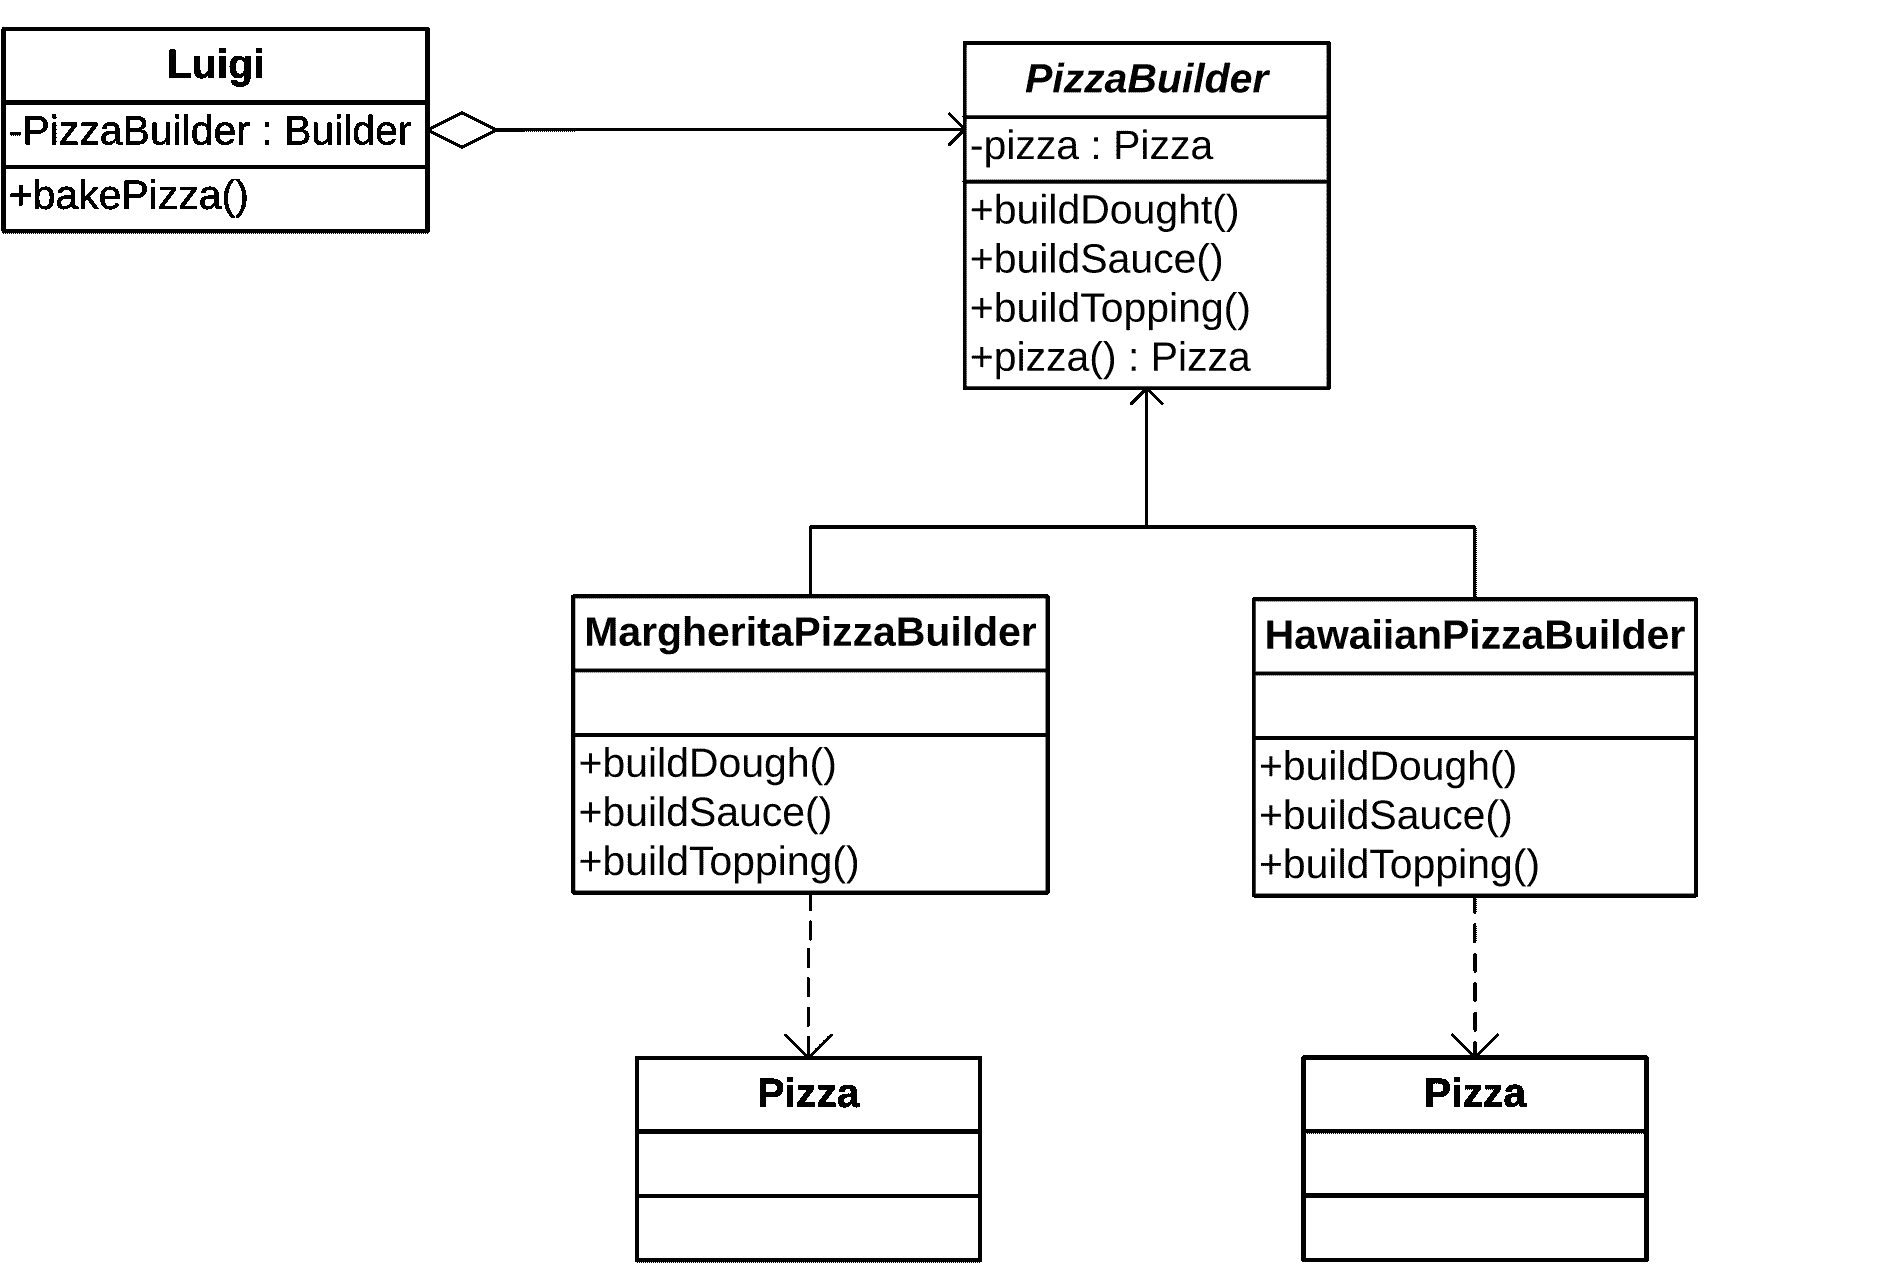 Luigi
-PizzaBuilder : Builder
+bakePizza()
PizzaBuilder
-pizza : Pizza
+buildDought()
+buildSauce()
+buildTopping()
+pizza() : Pizza
MargheritaPizzaBuilder
+buildDough()
+buildSauce()
+buildTopping()
HawaiianPizzaBuilder
+buildDough()
+buildSauce()
+buildTopping()
Pizza
Pizza